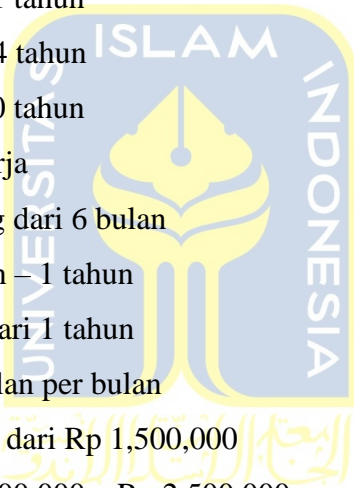 tahun
4 tahun
0 tahun
rja
g dari 6 bulan
n – 1 tahun
ari 1 tahun
lan per bulan
dari Rp 1,500,000
ISLAM
UNIVERSITAS
INDONESIA